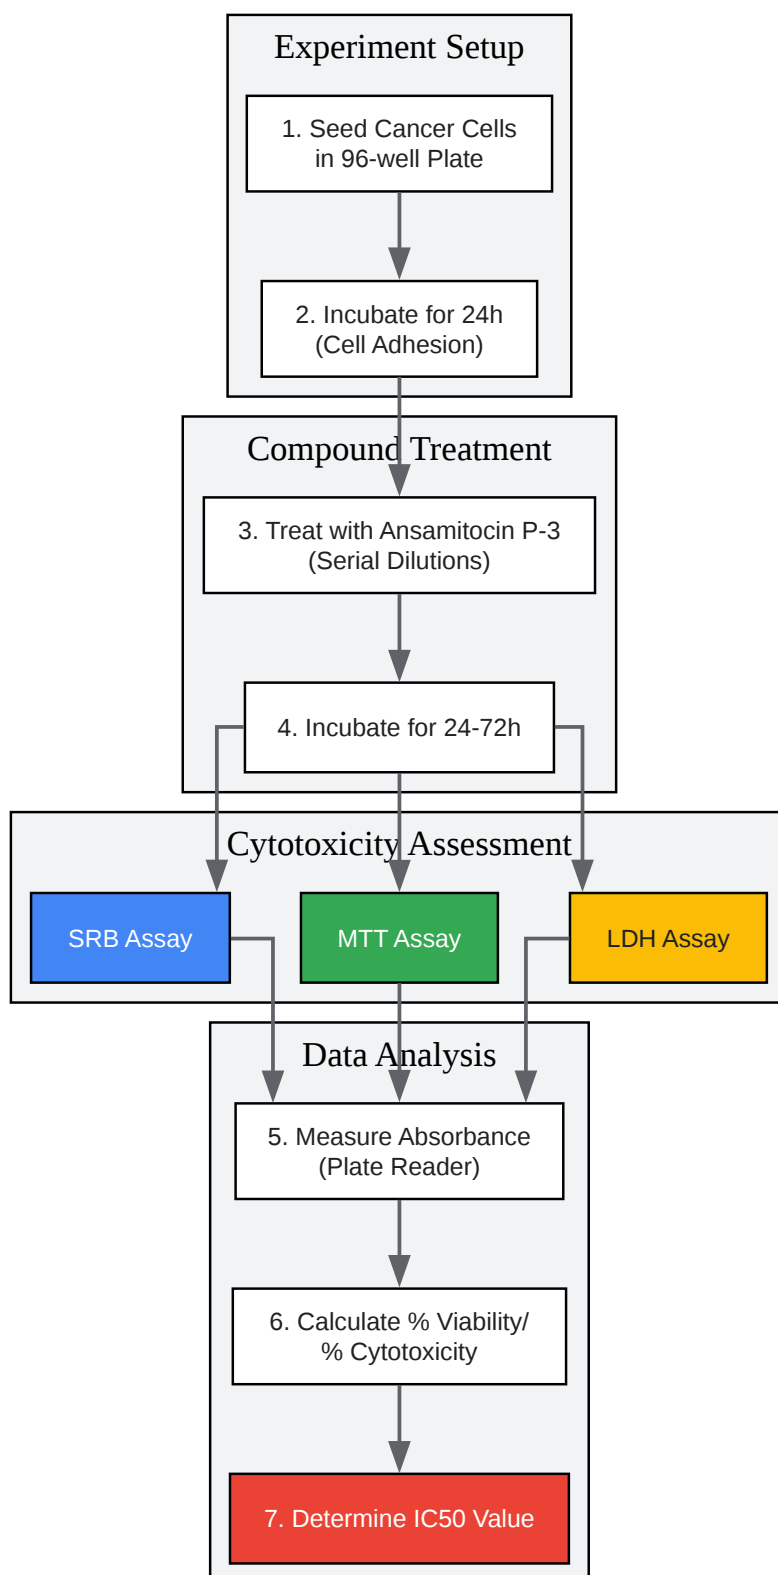 Experiment Setup
1. Seed Cancer Cells
in 96-well Plate
2. Incubate for 24h
(Cell Adhesion)
Compound Treatment
3. Treat with Ansamitocin P-3
(Serial Dilutions)
4. Incubate for 24-72h
Cytotoxicity Assessment
SRB Assay
MTT Assay
LDH Assay
Data Analysis
5. Measure Absorbance
(Plate Reader)
6. Calculate % Viability/
% Cytotoxicity
7. Determine IC50 Value